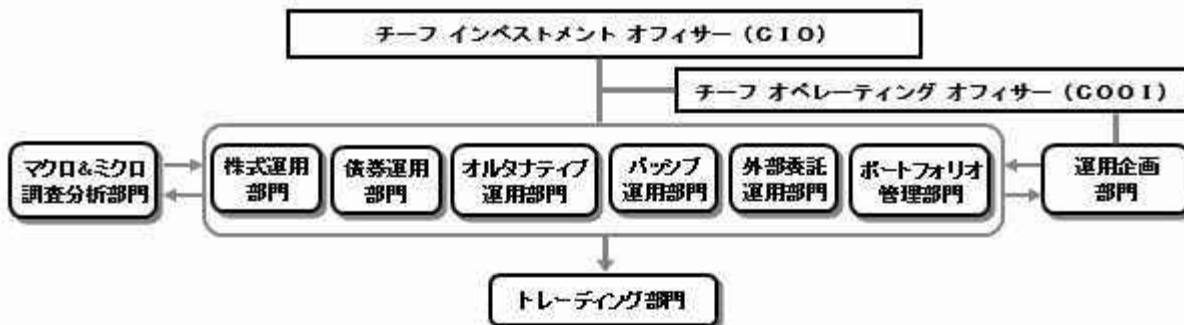 チーフ インベストメント オフィサー (CIO)
チーフ オペレーティング オフィサー (COOI)
マクロ&ミクロ
調査分析部門
株式運用
部門
債券運用
部門
オルタナティブ
運用部門
パッシブ
運用部門
外部委託
運用部門
ポートフォリオ
管理部門
運用企画
部門
トレーディング部門